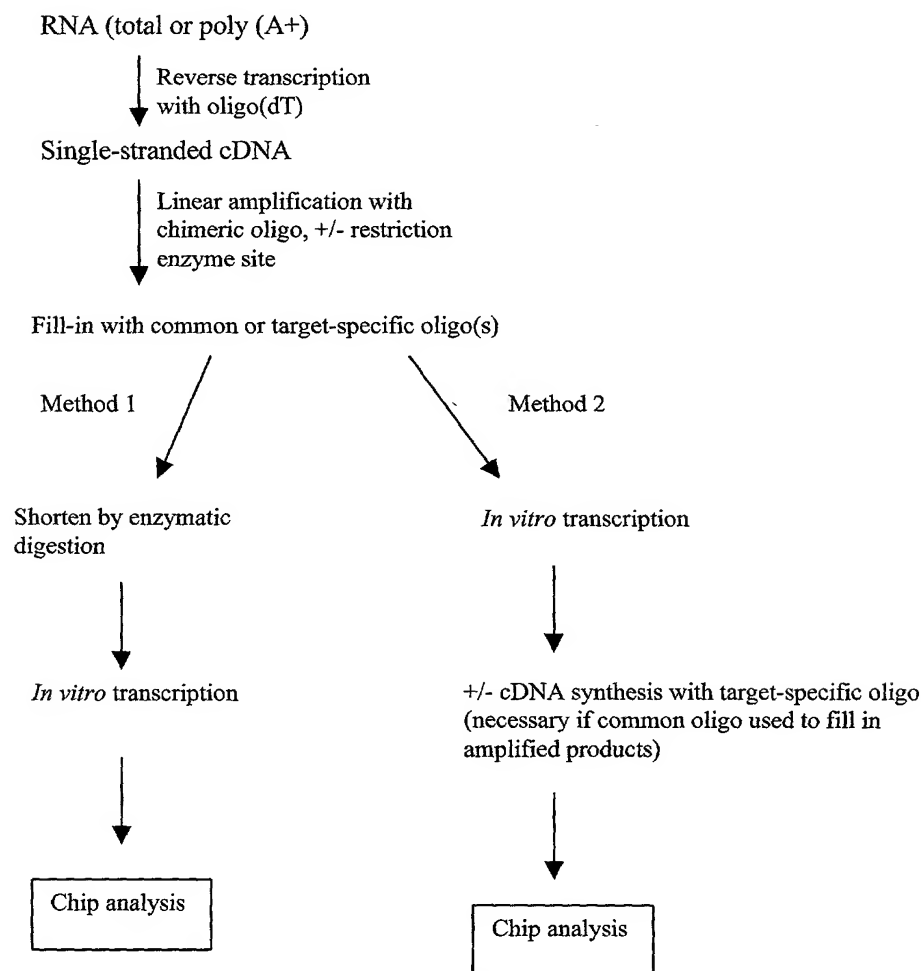 RNA (total or poly (A+)
Reverse transcription
with oligo(dT)
Single-stranded cDNA
Linear amplification with
chimeric oligo, +/- restriction
enzyme site
Fill-in with common or target-specific oligo(s)
Method 1
Method 2
Shorten by enzymatic
digestion
In vitro transcription
In vitro transcription
+/- cDNA synthesis with target-specific oligo
(necessary if common oligo used to fill in
amplified products)
Chip analysis
Chip analysis